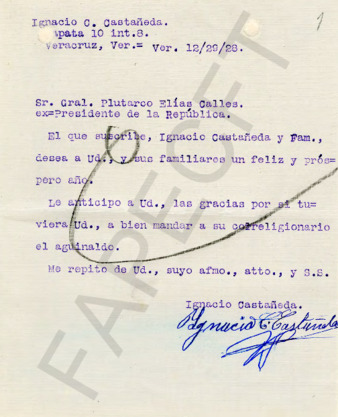 1
Ignacio C. Castañeda.
Zapata 10 int.8.
Veracruz, Ver.= Ver. 12/29/28.
Sr. Gral. Plutarco Elías Calles.
ex=Presidente de la República.
El que suscribe, Ignacio Castañeda y Fam.,
desea a Ud., y sus familiares un feliz y prós=
pero año.
Le anticipo a Ud., las gracias por si tu=
viera Ud., a bien mandar a su correligionario
el aguinaldo.
Me repito de Ud., suyo afmo., atto., y S.S.
Ignacio Castañeda.
Ygnacio C. Castañeda
FAPECFT